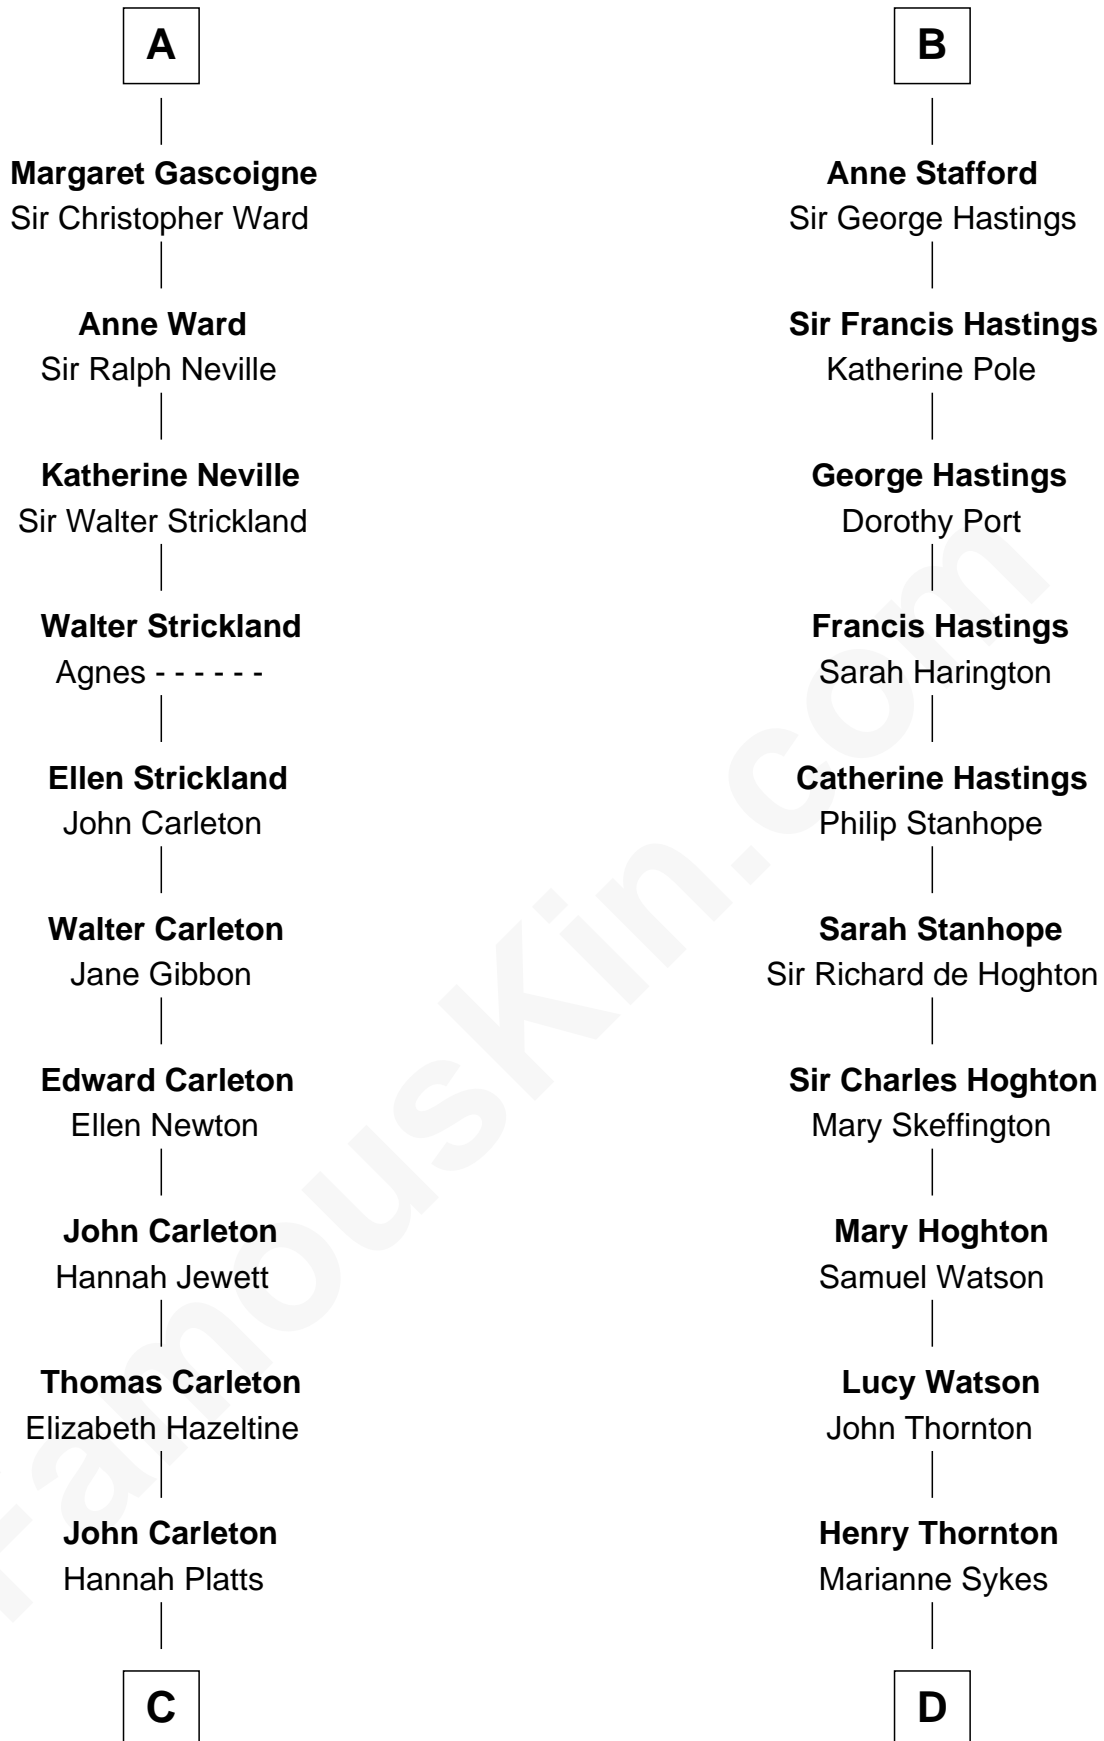 A
Margaret Gascoigne
Sir Christopher Ward
Anne Ward
Sir Ralph Neville
Katherine Neville
Sir Walter Strickland
Walter Strickland
Agnes - - - - - -
Ellen Strickland
John Carleton
Walter Carleton
Jane Gibbon
Edward Carleton
Ellen Newton
John Carleton
Hannah Jewett
Thomas Carleton
Elizabeth Hazeltine
John Carleton
Hannah Platts
C
B
Anne Stafford
Sir George Hastings
Sir Francis Hastings
Katherine Pole
George Hastings
Dorothy Port
Francis Hastings
Sarah Harington
Catherine Hastings
Philip Stanhope
Sarah Stanhope
Sir Richard de Hoghton
Sir Charles Hoghton
Mary Skeffington
Mary Hoghton
Samuel Watson
Lucy Watson
John Thornton
Henry Thornton
Marianne Sykes
D
FamousKin.com